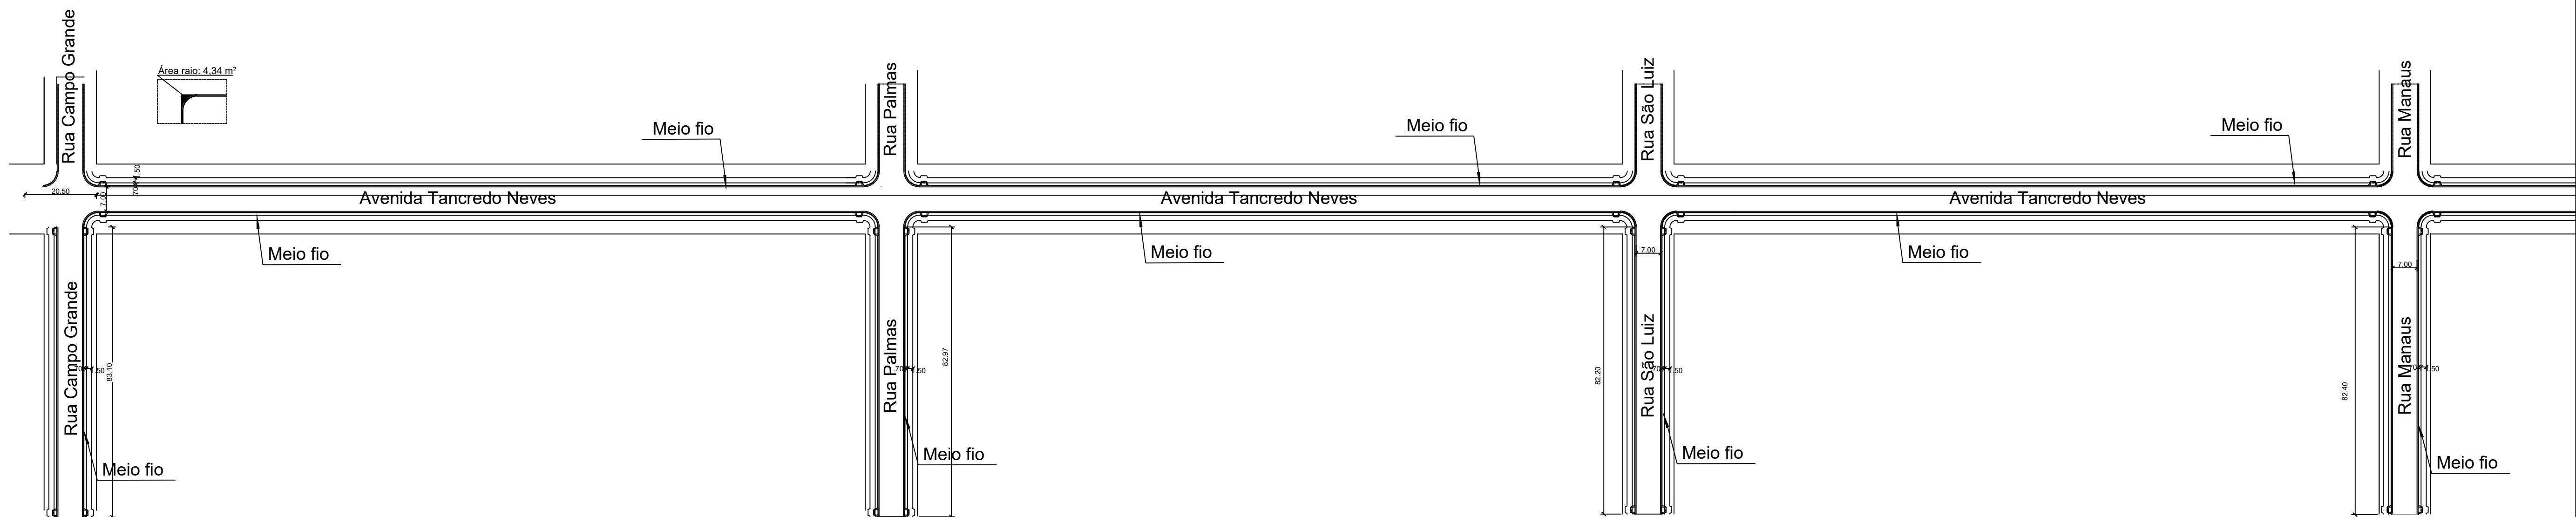 Rua Campo Grande
Área raio: 4,34 m²
Rua Palmas
Rua São Luiz
Rua Manaus
Meio fio
Meio fio
Meio fio
20.50
7.00
Avenida Tancredo Neves
Avenida Tancredo Neves
Avenida Tancredo Neves
Meio fio
Meio fio
Meio fio
7.00
7.00
Rua Campo Grande
83.10
Rua Palmas
82.97
82.20
Rua São Luiz
82.40
Rua Manaus
Meio fio
Meio fio
Meio fio
Meio fio